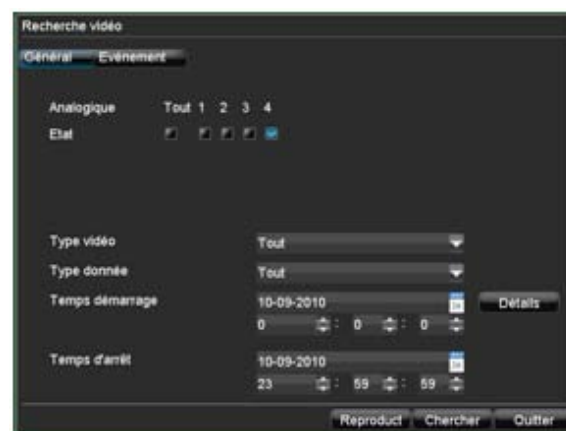 Recherche vidéo
Général Evénement
Analogique Tout 1 2 3 4
Etat
Type vidéo Tout
Type donnée Tout
Temps démarrage 10-09-2010 Détails
0 : 0 : 0
Temps d'arrêt 10-09-2010
23 : 59 : 59
Reproduct Chercher Quitter